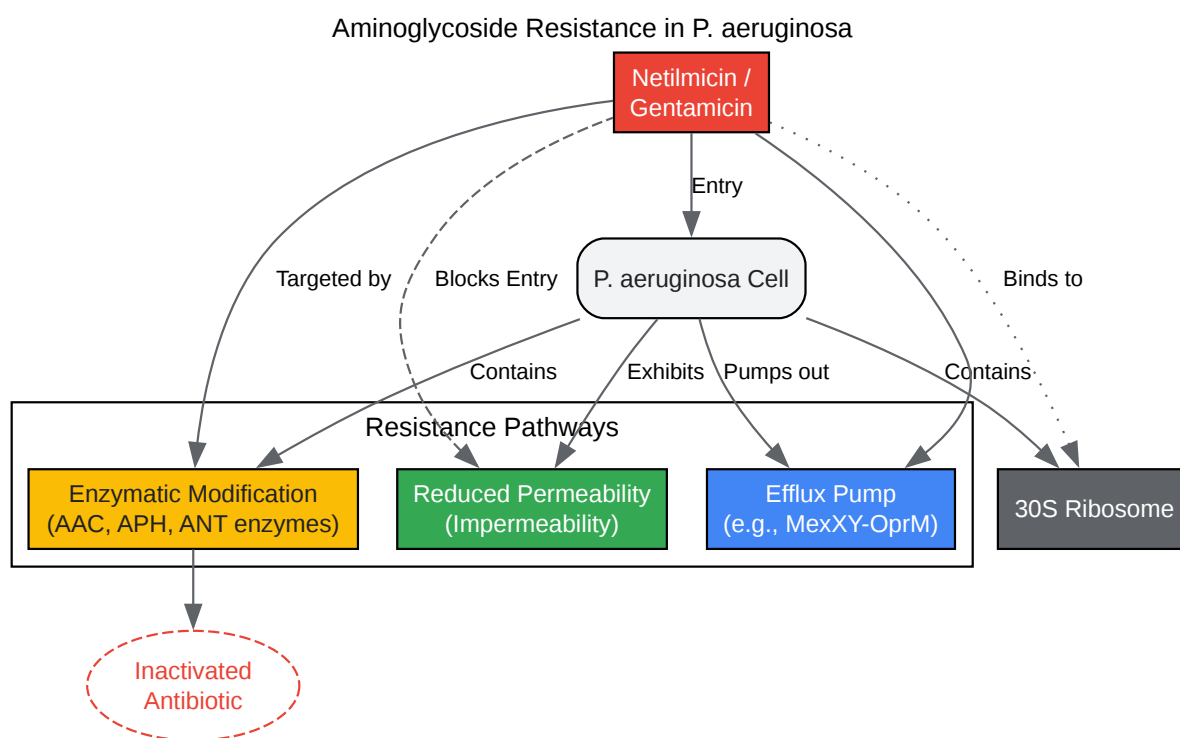 Aminoglycoside Resistance in P. aeruginosa
Netilmicin /
Gentamicin
Entry
Targeted by
Blocks Entry
P. aeruginosa Cell
Binds to
Contains
Exhibits
Pumps out
Contains
Resistance Pathways
Enzymatic Modification
(AAC, APH, ANT enzymes)
Reduced Permeability
(Impermeability)
Efflux Pump
(e.g., MexXY-OprM)
30S Ribosome
Inactivated
Antibiotic